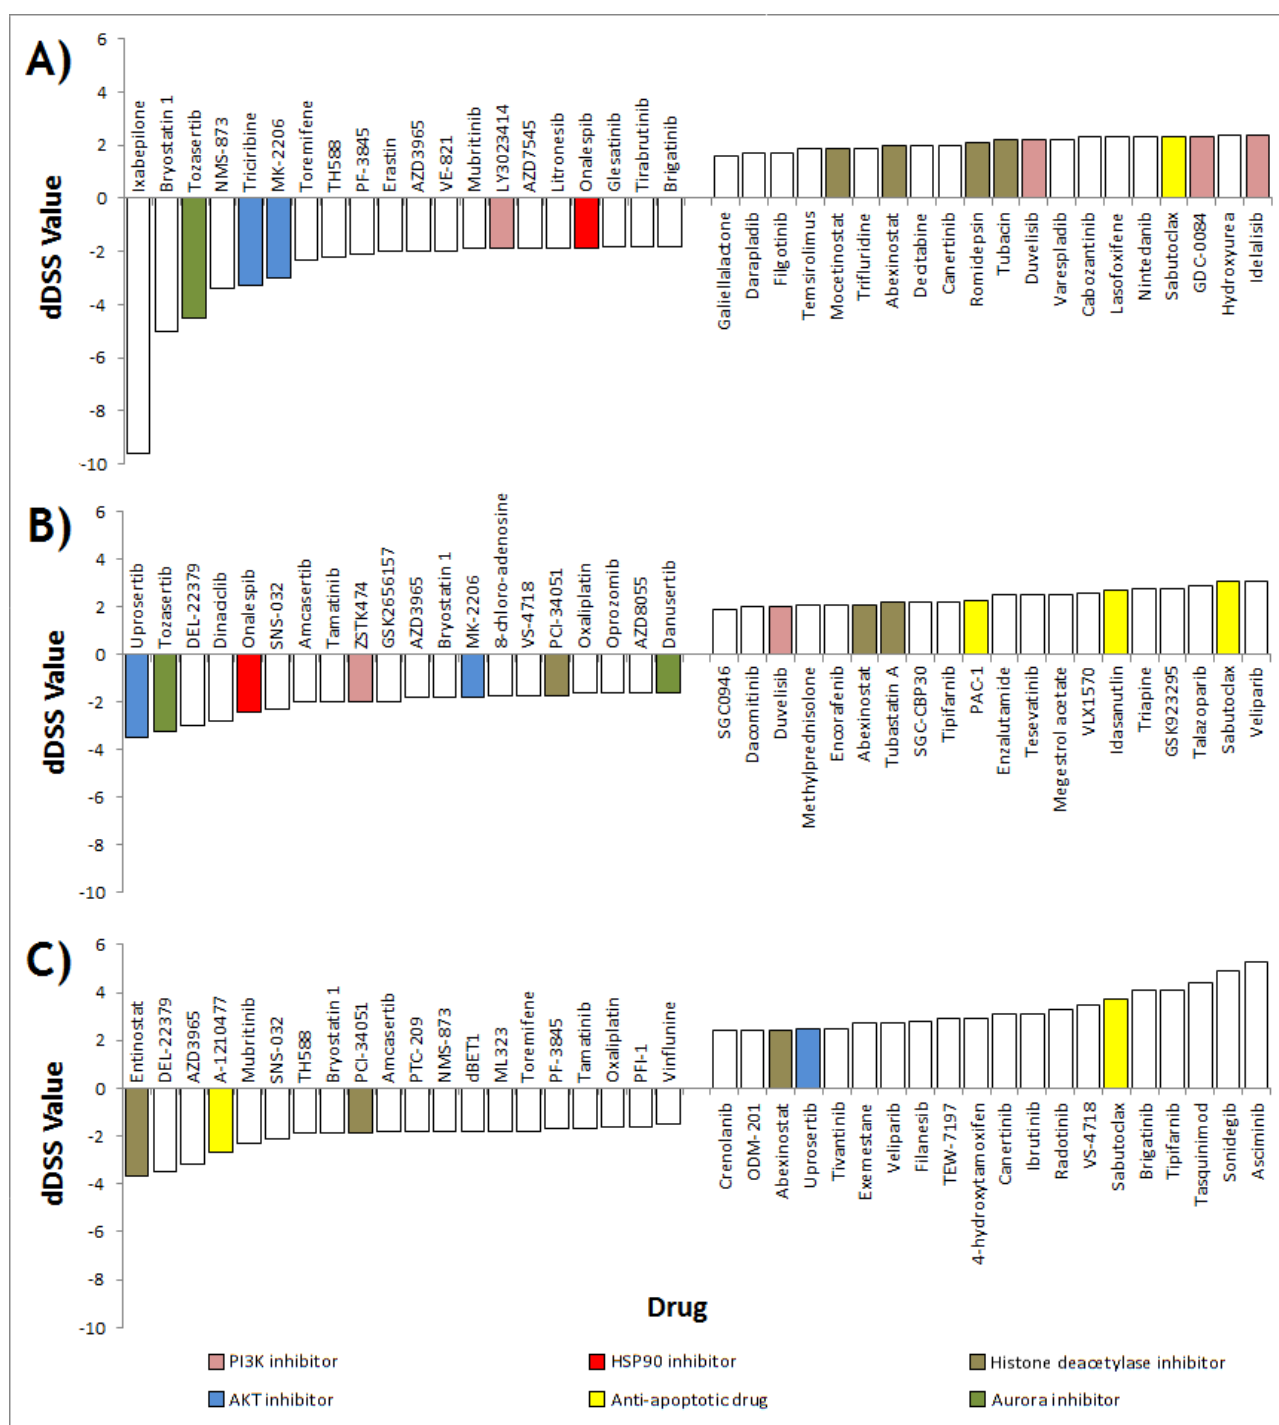 A)
dDSS Value
6
4
2
0
-2
-4
-6
-8
-10
Ixabepilone
Bryostatin 1
Tozasertib
NMS-873
Triciribine
MK-2206
Toremifene
TH588
PF-3845
Erastin
AZD3965
VE-821
Mubritinib
LY3023414
AZD7545
Litronesib
Onalespib
Glesatinib
Tirabrutinib
Brigatinib
Galiellalactone
Darapladib
Filgotinib
Temsirolimus
Mocetinostat
Trifluridine
Abexinostat
Decitabine
Canertinib
Romidepsin
Tubacin
Duvelisib
Varespladib
Cabozantinib
Lasofoxifene
Nintedanib
Sabutoclax
GDC-0084
Hydroxyurea
Idelalisib
B)
dDSS Value
6
4
2
0
-2
-4
-6
-8
-10
Uprosertib
Tozasertib
DEL-22379
Dinaciclib
Onalespib
SNS-032
Amcasertib
Tamatinib
ZSTK474
GSK2656157
AZD3965
Bryostatin 1
MK-2206
8-chloro-adenosine
VS-4718
PCI-34051
Oxaliplatin
Oprozomib
AZD8055
Danusertib
SGC0946
Dacomitinib
Duvelisib
Methylprednisolone
Encorafenib
Abexinostat
Tubastatin A
SGC-CBP30
Tipifarnib
PAC-1
Enzalutamide
Tesevatinib
Megestrol acetate
VLX1570
Idasanutlin
Triapine
GSK923295
Talazoparib
Sabutoclax
Veliparib
C)
dDSS Value
6
4
2
0
-2
-4
-6
-8
-10
Entinostat
DEL-22379
AZD3965
A-1210477
Mubritinib
SNS-032
TH588
Bryostatin 1
PCI-34051
Amcasertib
PTC-209
NMS-873
dBET1
ML323
Toremifene
PF-3845
Tamatinib
Oxaliplatin
PFI-1
Vinflunine
Crenolanib
ODM-201
Abexinostat
Uprosertib
Tivantinib
Exemestane
Veliparib
Filanesib
TEW-7197
4-hydroxytamoxifen
Canertinib
Ibrutinib
Radotinib
VS-4718
Sabutoclax
Brigatinib
Tipifarnib
Tasquinimod
Sonidegib
Asciminib
Drug
PI3K inhibitor
HSP90 inhibitor
Histone deacetylase inhibitor
AKT inhibitor
Anti-apoptotic drug
Aurora inhibitor